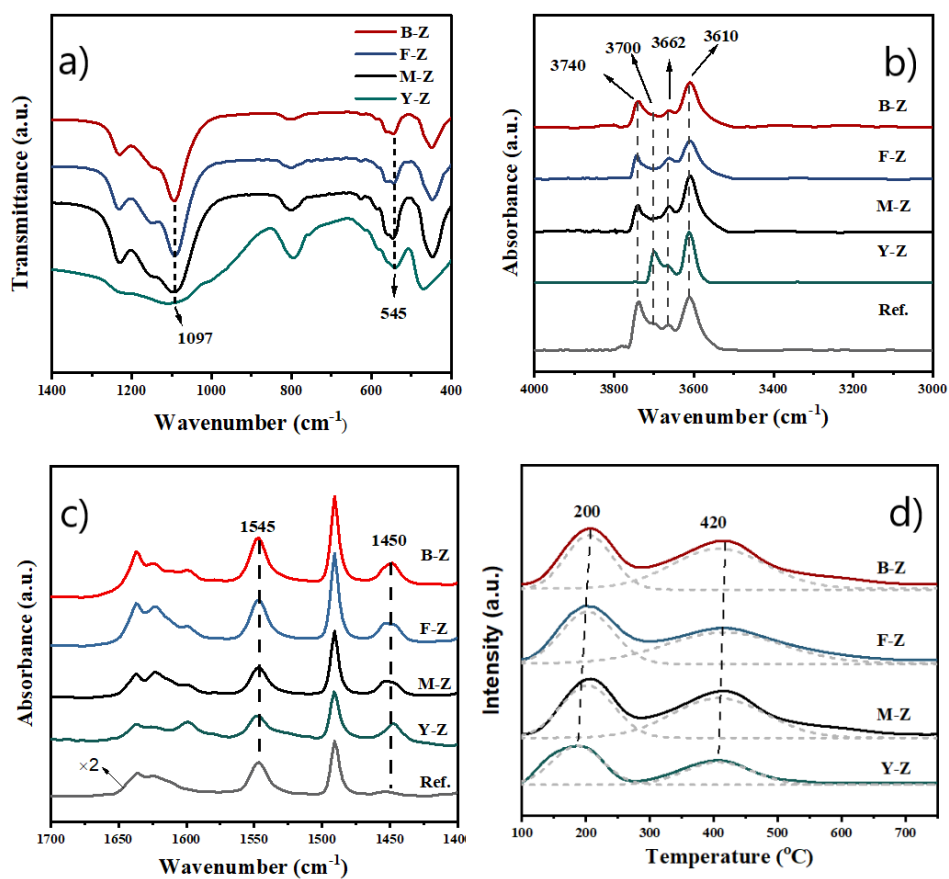 a)
B-Z
F-Z
M-Z
Y-Z
1097
545
Transmittance (a.u.)
1400 1200 1000 800 600 400
Wavenumber (cm-1)
b)
3740 3700 3662 3610
B-Z
F-Z
M-Z
Y-Z
Ref.
Absorbance (a.u.)
4000 3800 3600 3400 3200 3000
Wavenumber (cm-1)
c)
1545
1450
B-Z
F-Z
M-Z
Y-Z
×2
Ref.
Absorbance (a.u.)
1700 1650 1600 1550 1500 1450 1400
Wavenumber (cm-1)
d)
200
420
B-Z
F-Z
M-Z
Y-Z
Intensity (a.u.)
100 200 300 400 500 600 700
Temperature (oC)